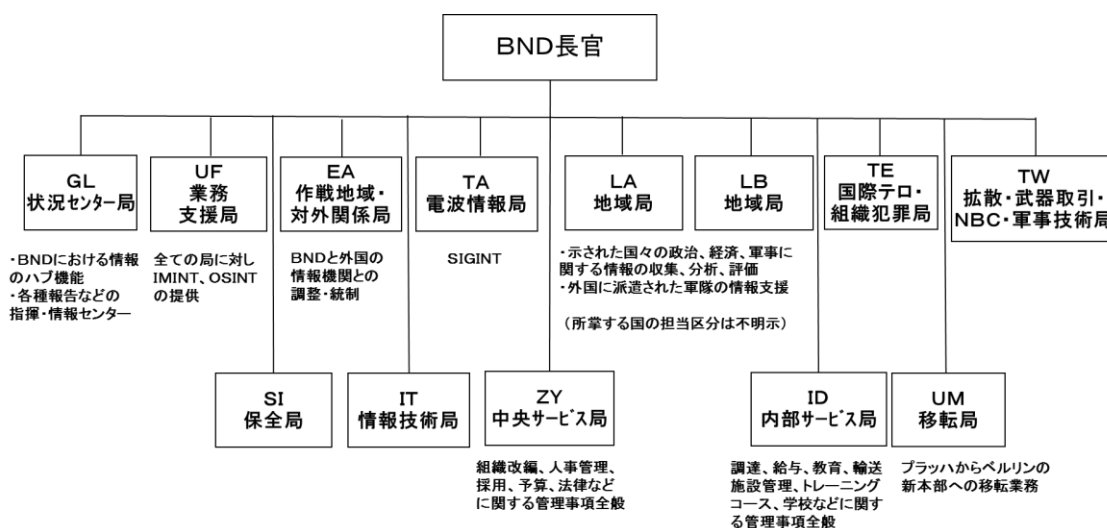 BND長官
GL
状況センター局
UF
業務
支援局
EA
作戦地域・
対外関係局
TA
電波情報局
LA
地域局
LB
地域局
TE
国際テロ・
組織犯罪局
TW
拡散・武器取引・
NBC・軍事技術局
・BNDにおける情報
のハブ機能
・各種報告などの
指揮・情報センター
全ての局に対し
IMINT、OSINT
の提供
BNDと外国の
情報機関との
調整・統制
SIGINT
・示された国々の政治、経済、軍事に
関する情報の収集、分析、評価
・外国に派遣された軍隊の情報支援
（所掌する国の担当区分は不明示）
SI
保全局
IT
情報技術局
ZY
中央サービス局
ID
内部サービス局
UM
移転局
組織改編、人事管理、
採用、予算、法律など
に関する管理事項全般
調達、給与、教育、輸送
施設管理、トレーニング
コース、学校などに関す
る管理事項全般
プラッハからベルリンの
新本部への移転業務